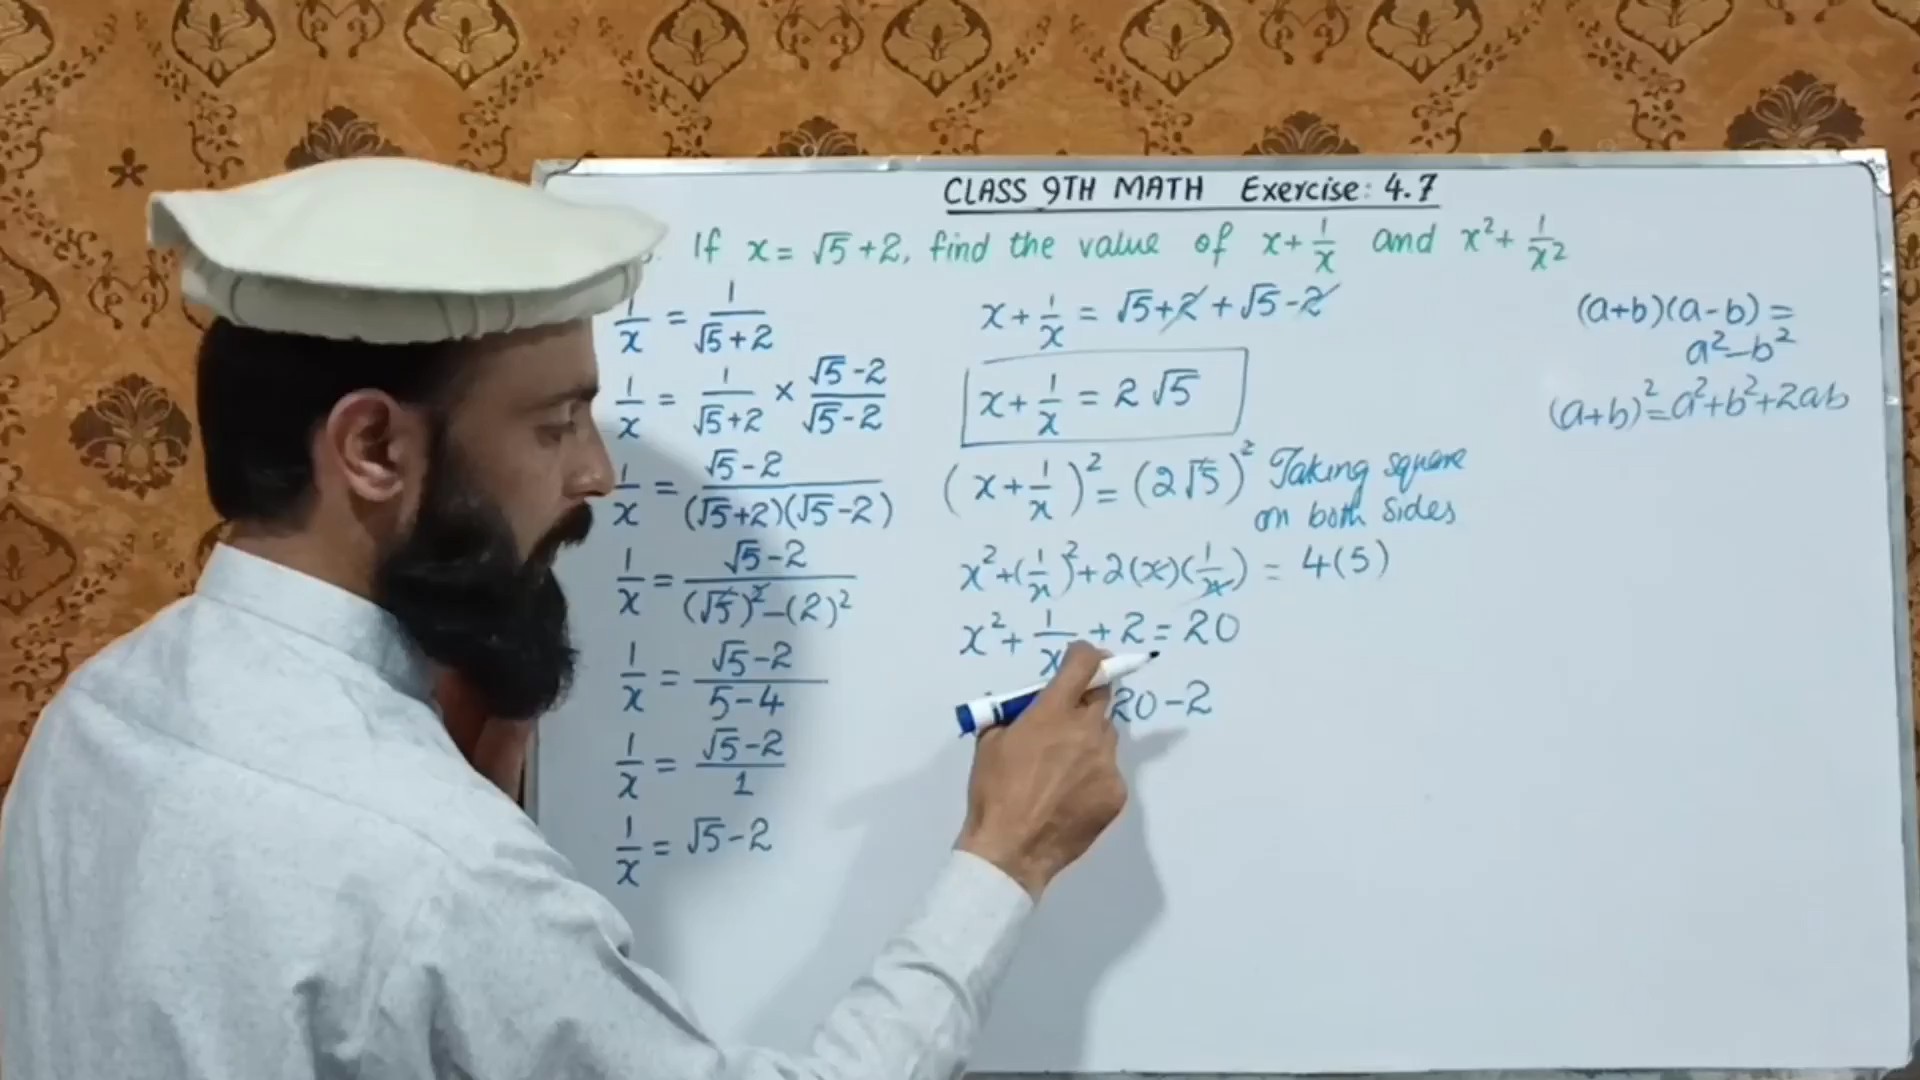 CLASS 9TH MATH Exercise: 4.7
If x = √5 + 2, find the value of x + 1/x and x² + 1/x²
1/x = 1/(√5 + 2)
1/x = 1/(√5 + 2) × (√5 - 2)/(√5 - 2)
1/x = (√5 - 2)/((√5 + 2)(√5 - 2))
1/x = (√5 - 2)/((√5)² - (2)²)
1/x = (√5 - 2)/(5 - 4)
1/x = (√5 - 2)/1
1/x = √5 - 2
x + 1/x = √5 + 2 + √5 - 2
x + 1/x = 2√5
(x + 1/x)² = (2√5)² Taking square
on both sides
x² + (1/x)² + 2(x)(1/x) = 4(5)
x² + 1/x + 2 = 20
20 - 2
(a+b)(a-b) =
a² - b²
(a+b)² = a² + b² + 2ab